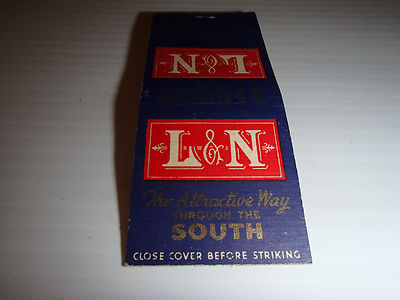 L&N
L&N
The Attractive Way
THROUGH THE
SOUTH
CLOSE COVER BEFORE STRIKING